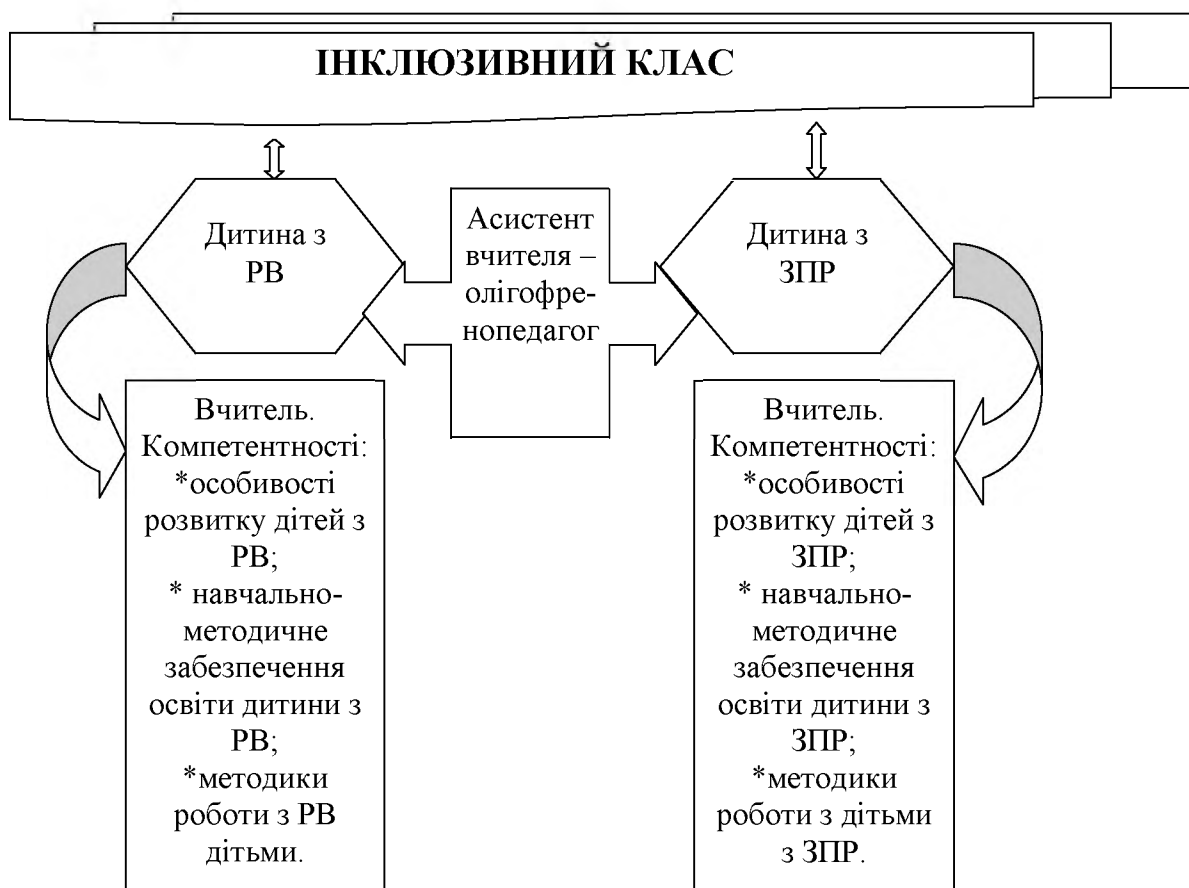 ІНКЛЮЗИВНИЙ КЛАС
Дитина з
РВ
Асистент
вчителя –
олігофре-
нопедагог
Дитина з
ЗПР
Вчитель.
Компетентності:
*особивості
розвитку дітей з
РВ;
* навчально-
методичне
забезпечення
освіти дитини з
РВ;
*методики
роботи з РВ
дітьми.
Вчитель.
Компетентності:
*особивості
розвитку дітей з
ЗПР;
* навчально-
методичне
забезпечення
освіти дитини з
ЗПР;
*методики
роботи з дітьми
з ЗПР.